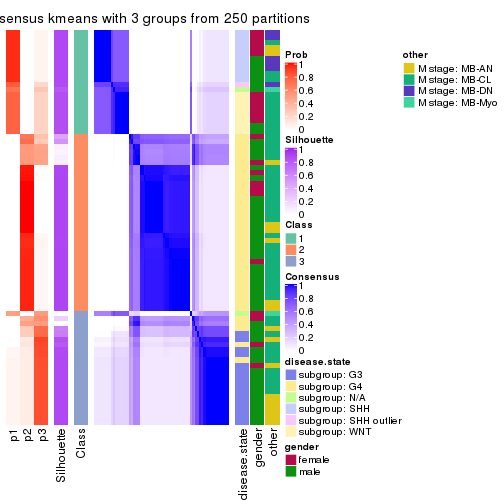 sensus kmeans with 3 groups from 250 partitions
Prob
1
0.8
0.6
0.4
0.2
0
Silhouette
1
0.8
0.6
0.4
0.2
0
Class
1
2
3
Consensus
1
0.8
0.6
0.4
0.2
0
disease.state
subgroup: G3
subgroup: G4
subgroup: N/A
subgroup: SHH
subgroup: SHH outlier
subgroup: WNT
gender
female
male
other
M stage: MB-AN
M stage: MB-CL
M stage: MB-DN
M stage: MB-Myo
p1
p2
p3
Silhouette
Class
disease.state
gender
other